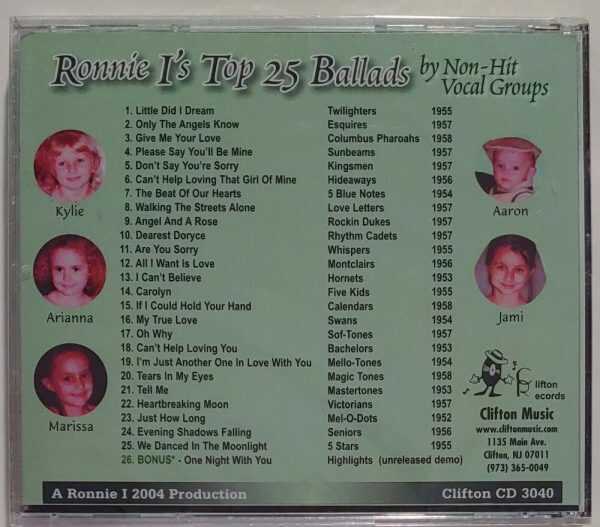 Ronnie I's Top 25 Ballads by Non-Hit Vocal Groups
1. Little Did I Dream Twilighters 1955
2. Only The Angels Know Esquires 1957
3. Give Me Your Love Columbus Pharoahs 1958
4. Please Say You'll Be Mine Sunbeams 1957
5. Don't Say You're Sorry Kingsmen 1957
6. Can't Help Loving That Girl Of Mine Hideaways 1956
7. The Beat Of Our Hearts 5 Blue Notes 1954
8. Walking The Streets Alone Love Letters 1957
9. Angel And A Rose Rockin Dukes 1957
10. Dearest Doryce Rhythm Cadets 1957
11. Are You Sorry Whispers 1955
12. All I Want Is Love Montclairs 1956
13. I Can't Believe Hornets 1953
14. Carolyn Five Kids 1955
15. If I Could Hold Your Hand Calendars 1958
16. My True Love Swans 1954
17. Oh Why Sof-Tones 1957
18. Can't Help Loving You Bachelors 1953
19. I'm Just Another One In Love With You Mello-Tones 1954
20. Tears In My Eyes Magic Tones 1958
21. Tell Me Mastertones 1953
22. Heartbreaking Moon Victorians 1957
23. Just How Long Mel-O-Dots 1952
24. Evening Shadows Falling Seniors 1956
25. We Danced In The Moonlight 5 Stars 1955
26. BONUS* - One Night With You Highlights (unreleased demo)
Kylie
Arianna
Marissa
Aaron
Jami
Clifton
Records
Clifton Music
www.cliftonmusic.com
1135 Main Ave.
Clifton, NJ 07011
(973) 365-0049
A Ronnie I 2004 Production
Clifton CD 3040